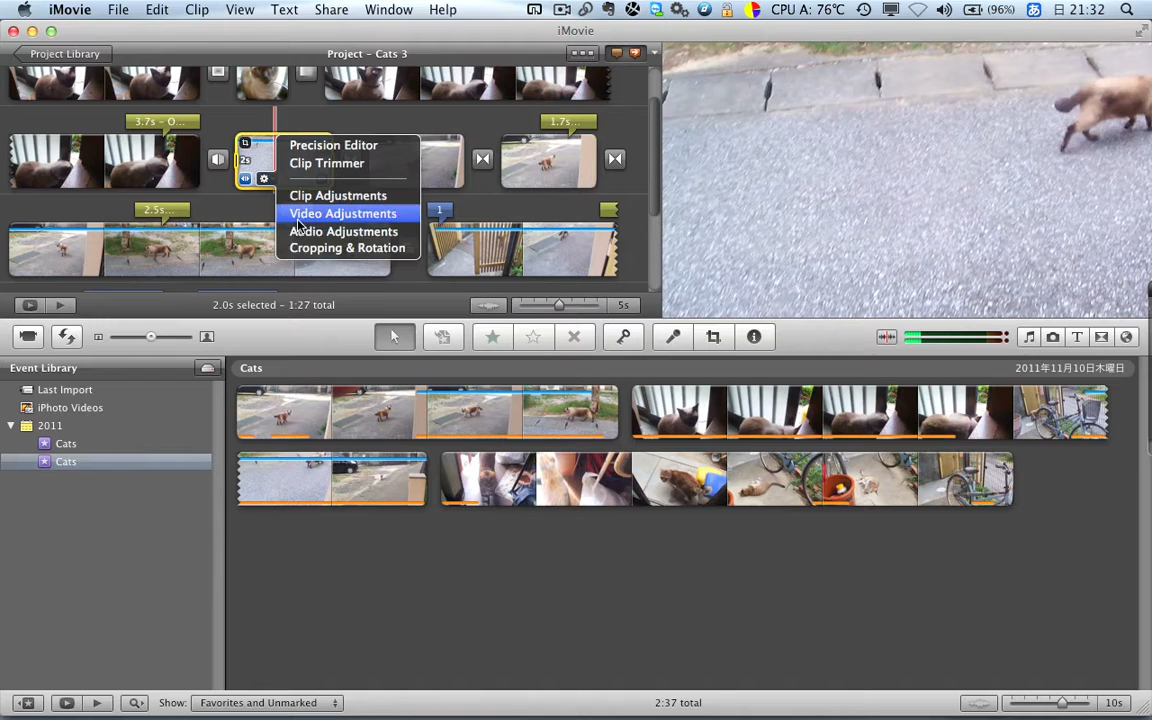 iMovie File Edit Clip View Text Share Window Help CPU A: 76℃ (96%) あ 日 21:32
iMovie
Project Library
Project - Cats 3
3.7s – O...
1.7s...
2s
Precision Editor
Clip Trimmer
Clip Adjustments
Video Adjustments
Audio Adjustments
Cropping & Rotation
2.5s...
1
2.0s selected – 1:27 total
5s
Event Library
Cats
2011年11月10日木曜日
Last Import
iPhoto Videos
2011
Cats
Cats
Show: Favorites and Unmarked
2:37 total
10s